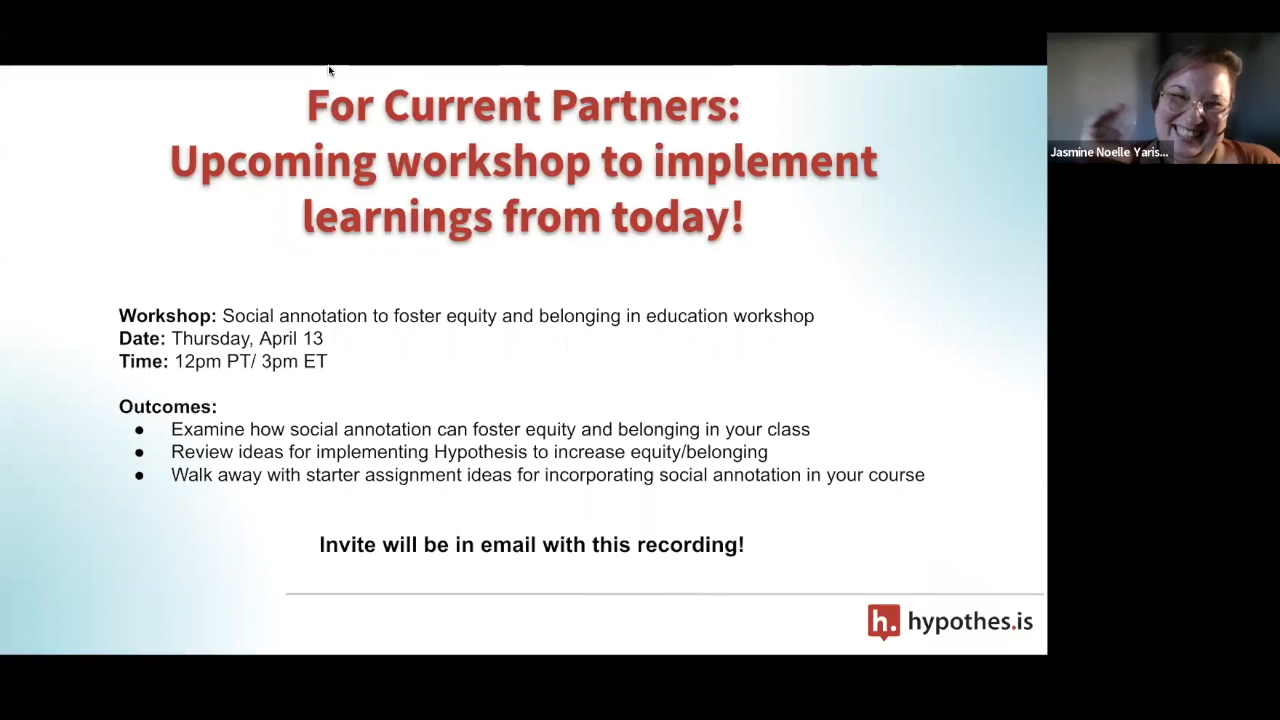 For Current Partners:
Upcoming workshop to implement
learnings from today!
Jasmine Noelle Yaris...
Workshop: Social annotation to foster equity and belonging in education workshop
Date: Thursday, April 13
Time: 12pm PT/ 3pm ET
Outcomes:
● Examine how social annotation can foster equity and belonging in your class
● Review ideas for implementing Hypothesis to increase equity/belonging
● Walk away with starter assignment ideas for incorporating social annotation in your course
Invite will be in email with this recording!
h. hypothes.is